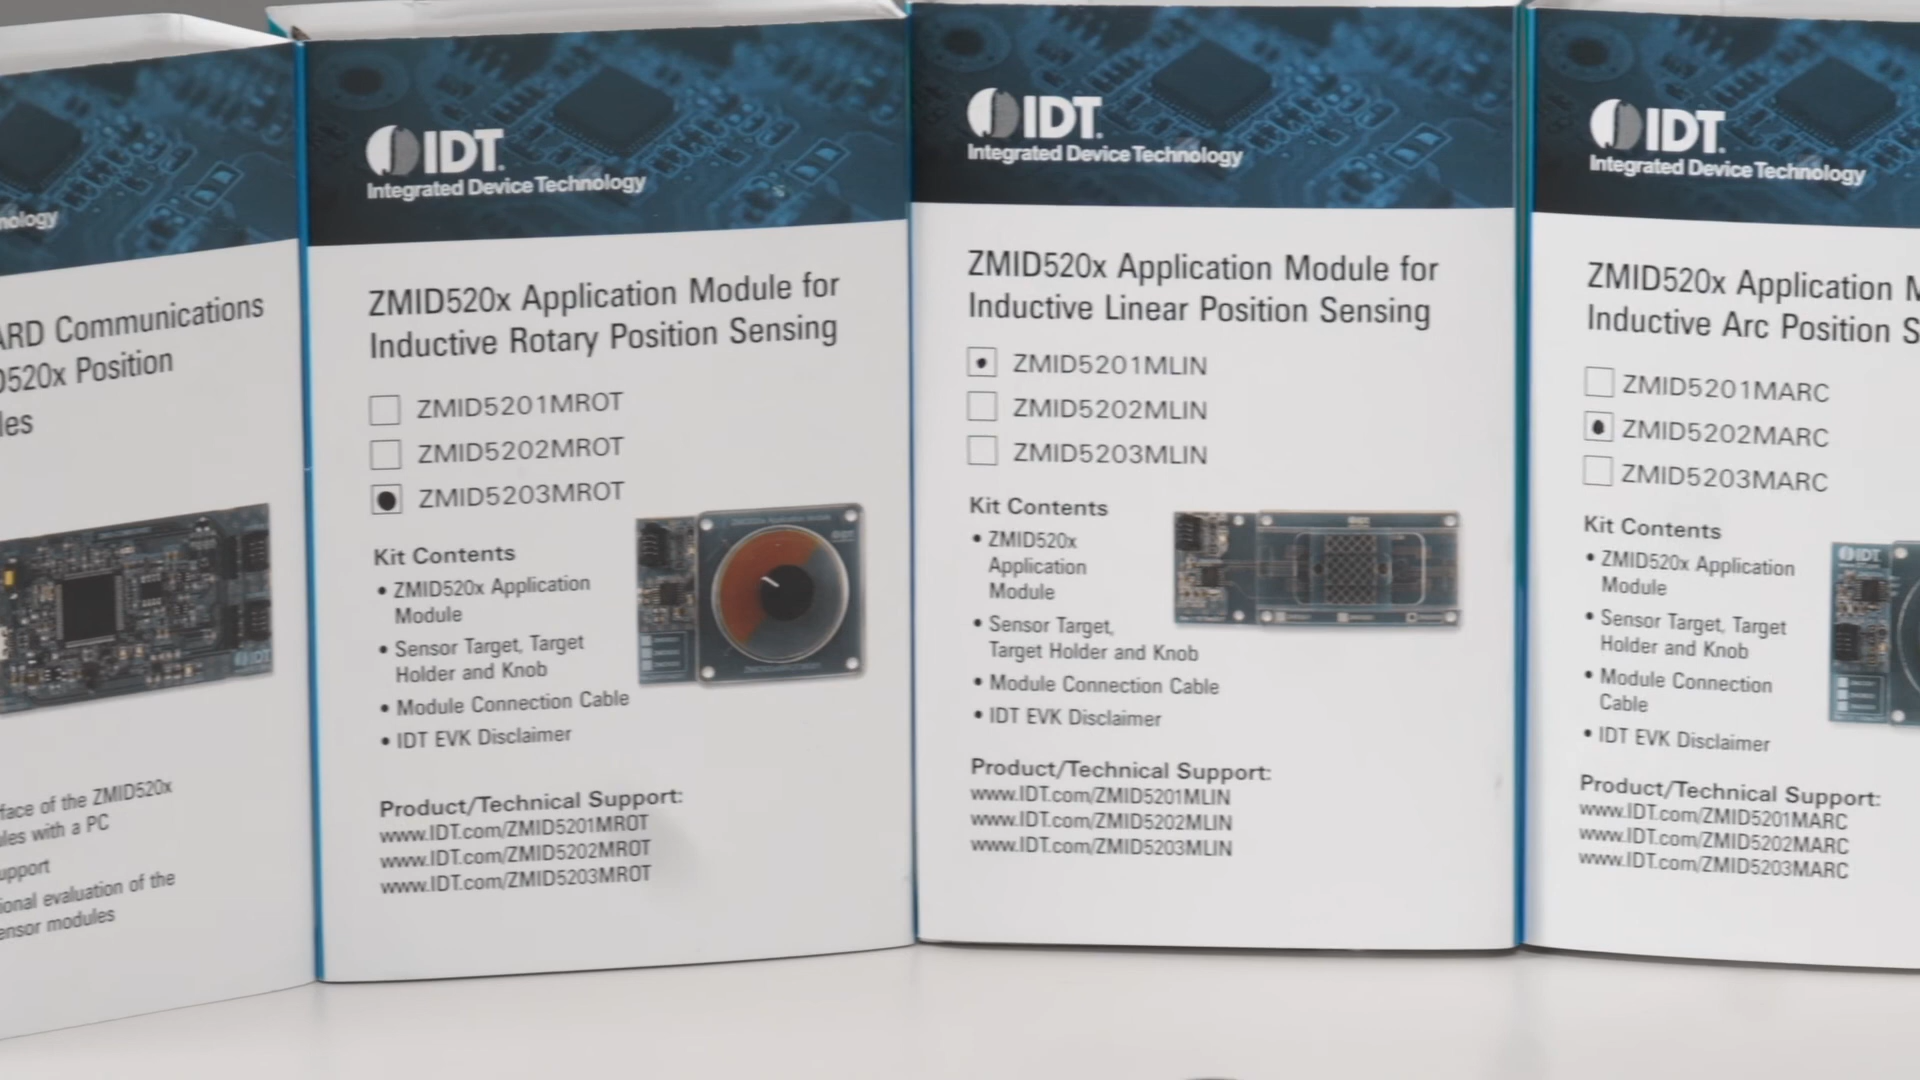 nology
ARD Communications
D520x Position
les
face of the ZMID520x
les with a PC
upport
ional evaluation of the
ensor modules
IDT
IDT.
Integrated Device Technology
ZMID520x Application Module for
Inductive Rotary Position Sensing
ZMID5201MROT
ZMID5202MROT
ZMID5203MROT
Kit Contents
• ZMID520x Application
Module
• Sensor Target, Target
Holder and Knob
• Module Connection Cable
• IDT EVK Disclaimer
Product/Technical Support:
www.IDT.com/ZMID5201MROT
www.IDT.com/ZMID5202MROT
www.IDT.com/ZMID5203MROT
IDT.
Integrated Device Technology
ZMID520x Application Module for
Inductive Linear Position Sensing
ZMID5201MLIN
ZMID5202MLIN
ZMID5203MLIN
Kit Contents
• ZMID520x
Application
Module
• Sensor Target,
Target Holder and Knob
• Module Connection Cable
• IDT EVK Disclaimer
Product/Technical Support:
www.IDT.com/ZMID5201MLIN
www.IDT.com/ZMID5202MLIN
www.IDT.com/ZMID5203MLIN
IDT.
Integrated Device Technology
ZMID520x Application M
Inductive Arc Position S
ZMID5201MARC
ZMID5202MARC
ZMID5203MARC
Kit Contents
• ZMID520x Application
Module
• Sensor Target, Target
Holder and Knob
• Module Connection
Cable
• IDT EVK Disclaimer
IDT
Product/Technical Support:
www.IDT.com/ZMID5201MARC
www.IDT.com/ZMID5202MARC
www.IDT.com/ZMID5203MARC